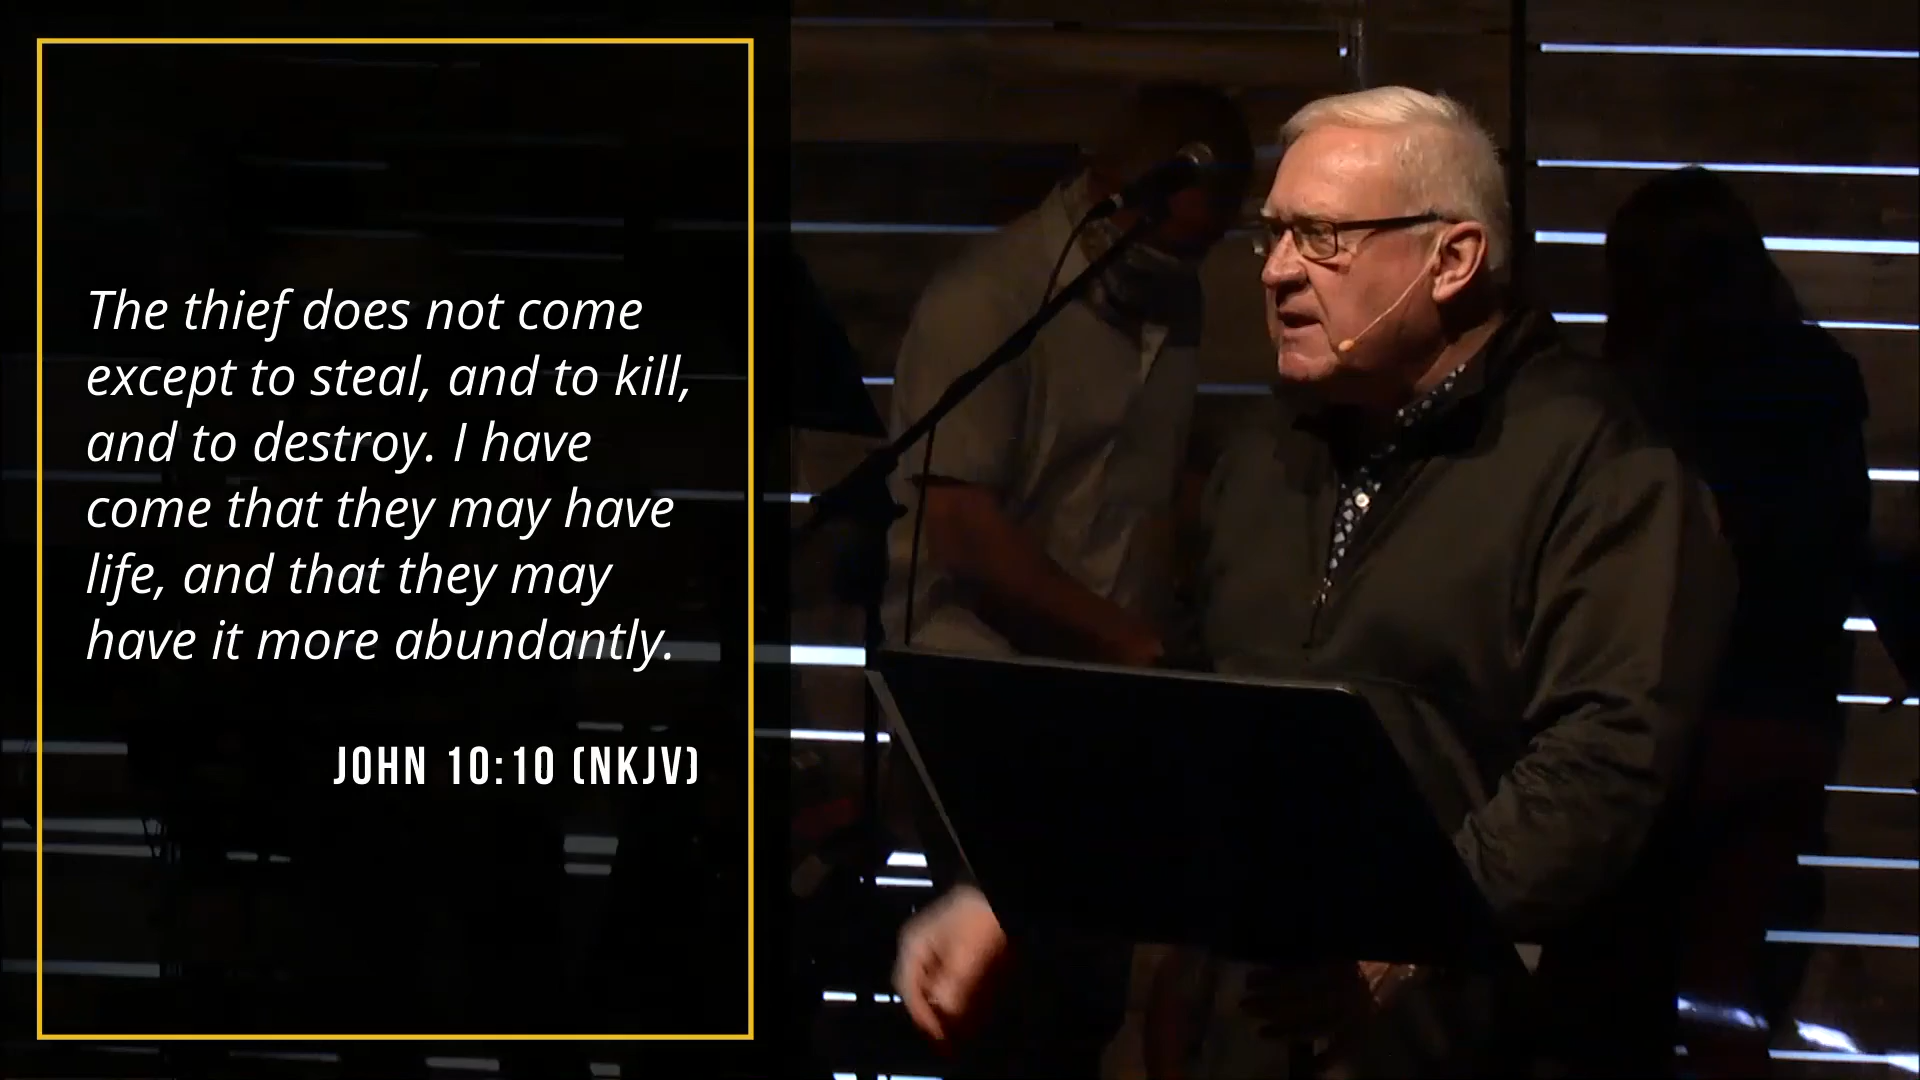 The thief does not come
except to steal, and to kill,
and to destroy. I have
come that they may have
life, and that they may
have it more abundantly.
JOHN 10:10 (NKJV)